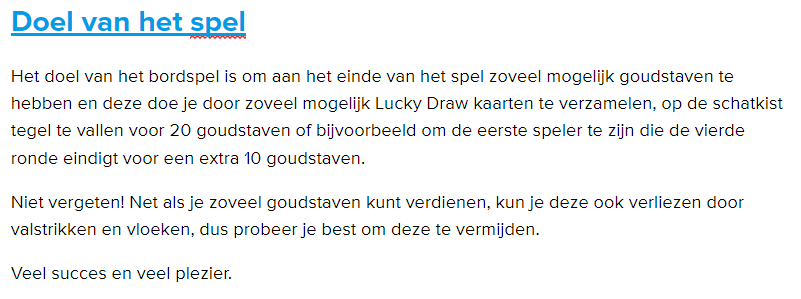 Doel van het spel
Het doel van het bordspel is om aan het einde van het spel zoveel mogelijk goudstaven te
hebben en deze doe je door zoveel mogelijk Lucky Draw kaarten te verzamelen, op de schatkist
tegel te vallen voor 20 goudstaven of bijvoorbeeld om de eerste speler te zijn die de vierde
ronde eindigt voor een extra 10 goudstaven.
Niet vergeten! Net als je zoveel goudstaven kunt verdienen, kun je deze ook verliezen door
valstrikken en vloeken, dus probeer je best om deze te vermijden.
Veel succes en veel plezier.